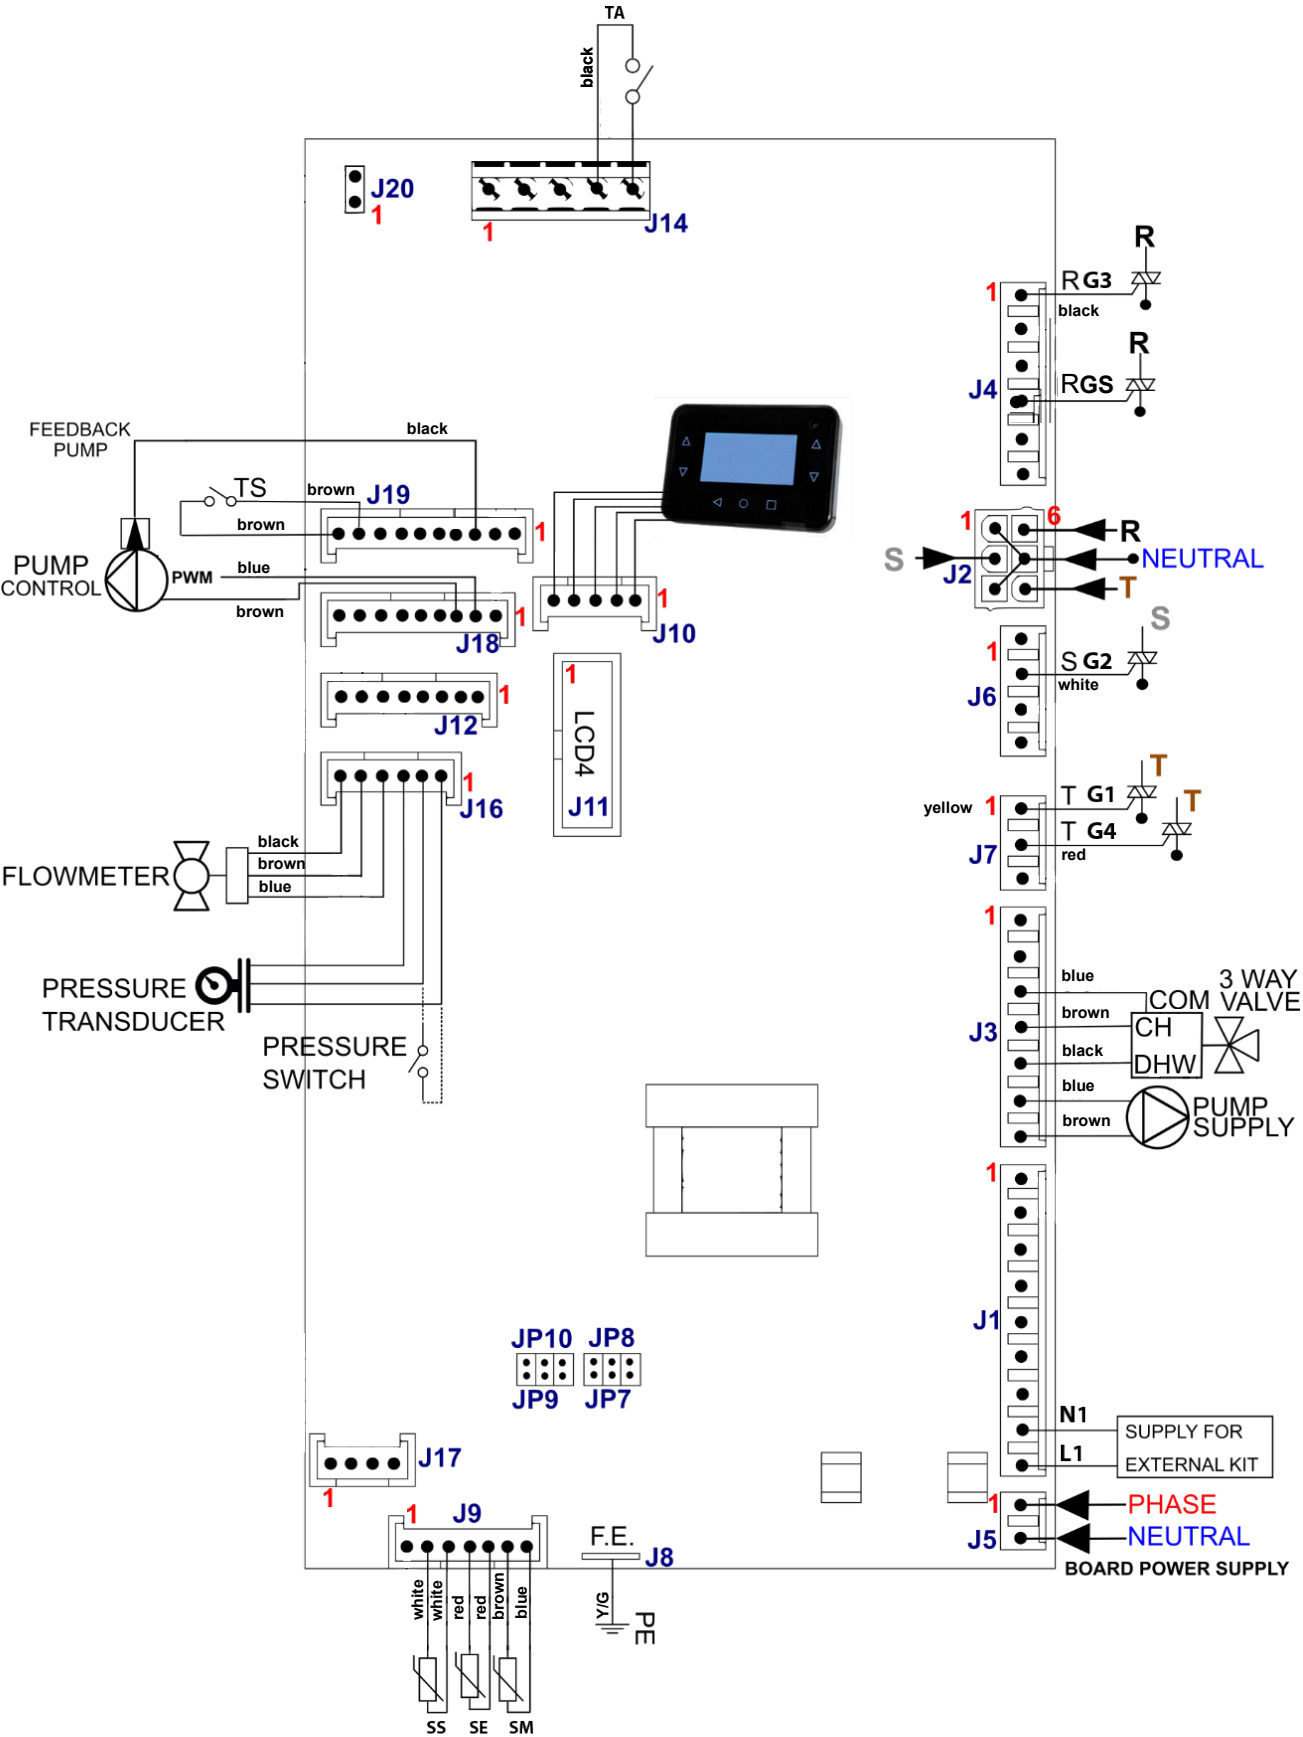 TA
black
J20
1
1
J14
R
1
R G3
black
R
J4
RGS
FEEDBACK
PUMP
black
TS
brown
J19
brown
1
1
6
R
S
J2
NEUTRAL
T
PUMP
CONTROL
PWM
blue
brown
1
J18
1
J10
S
1
S G2
white
J6
1
J12
1
LCD4
J11
1
J16
T
yellow
1
T G1
T
T G4
J7
red
black
FLOWMETER
brown
blue
1
blue
3 WAY
VALVE
COM
brown
CH
J3
black
DHW
blue
PUMP
SUPPLY
brown
PRESSURE
TRANSDUCER
PRESSURE
SWITCH
1
J1
JP10
JP8
JP9
JP7
N1
SUPPLY FOR
L1
EXTERNAL KIT
J17
1
1
PHASE
J5
NEUTRAL
BOARD POWER SUPPLY
1
J9
F.E.
J8
white
white
red
red
brown
blue
Y/G
PE
SS
SE
SM